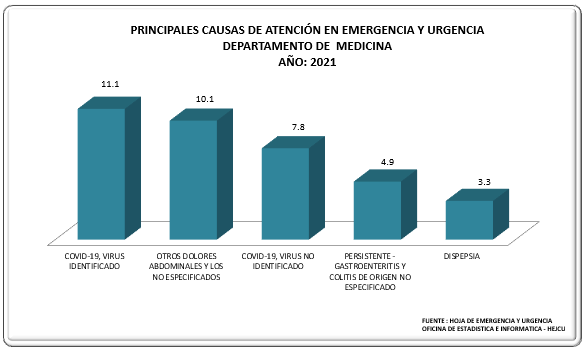 PRINCIPALES CAUSAS DE ATENCIÓN EN EMERGENCIA Y URGENCIA
DEPARTAMENTO DE MEDICINA
AÑO: 2021
11.1
10.1
7.8
4.9
3.3
COVID-19, VIRUS
IDENTIFICADO
OTROS DOLORES
ABDOMINALES Y LOS
NO ESPECIFICADOS
COVID-19, VIRUS NO
IDENTIFICADO
PERSISTENTE -
GASTROENTERITIS Y
COLITIS DE ORIGEN NO
ESPECIFICADO
DISPEPSIA
FUENTE : HOJA DE EMERGENCIA Y URGENCIA
OFICINA DE ESTADISTICA E INFORMATICA - HEJCU